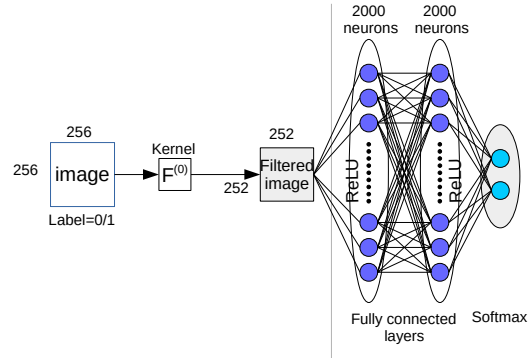 2000
neurons
2000
neurons
256
256
image
Label=0/1
Kernel
F(0)
252
252
Filtered
image
ReLU
ReLU
Fully connected
layers
Softmax